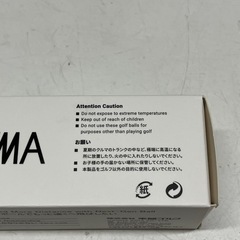 Attention Caution
■ Do not expose to extreme temperatures
■ Keep out of reach of children
■ Do not use these golf balls for
purposes other than playing golf
お願い
■ 夏期のクルマのトランクの中など、極端に高温になる
所に放置したり、火の中に入れたりしないでください。
■ お子様の手の届かない場所に保管してください。
■ 本製品をゴルフ以外の目的に使用しないでください。
MA
紙